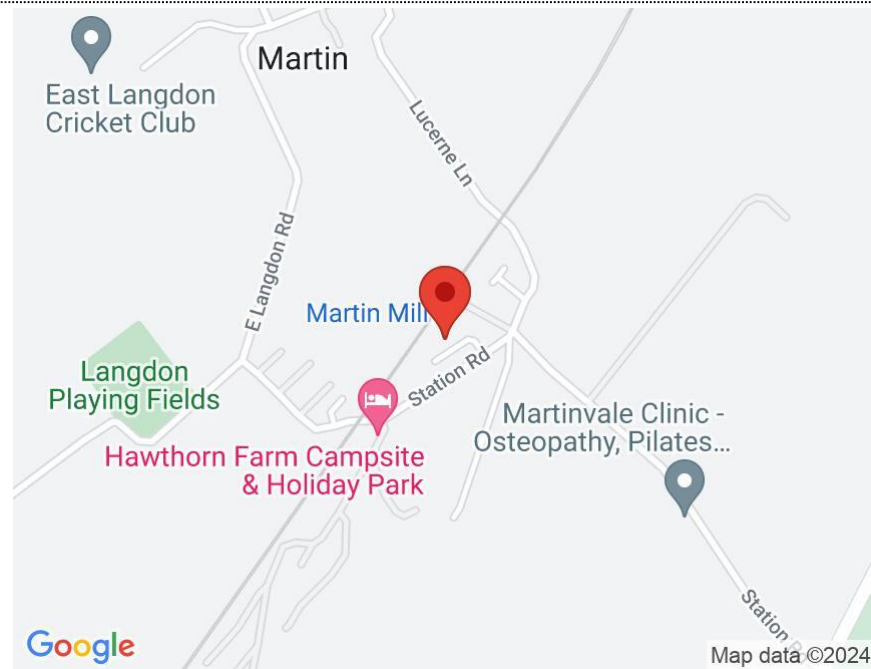 Martin
East Langdon
Cricket Club
Lucerne Ln
E Langdon Rd
Martin Mill
Station Rd
Langdon
Playing Fields
Martinvale Clinic -
Osteopathy, Pilates...
Hawthorn Farm Campsite
& Holiday Park
Station
Google
Map data ©2024